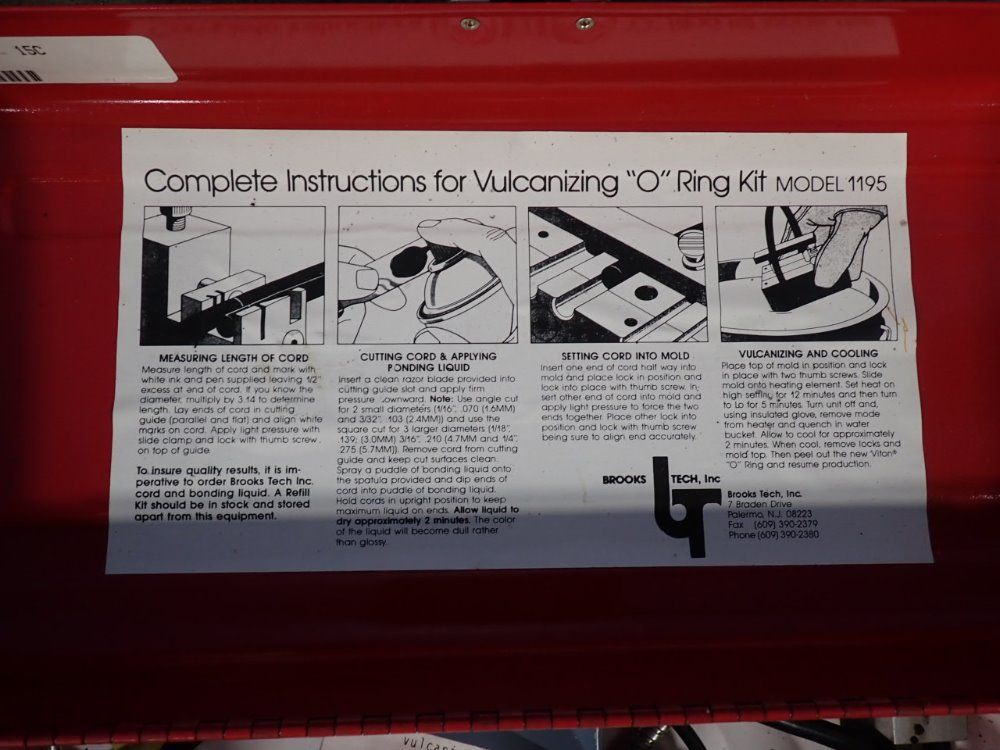 15C
Complete Instructions for Vulcanizing "O" Ring Kit MODEL 1195
MEASURING LENGTH OF CORD
Measure length of cord and mark with
white ink and pen supplied leaving 1/2"
excess at end of cord. If you know the
diameter, multiply by 3.14 to determine
length. Lay ends of cord in cutting
guide (parallel and flat) and align white
marks on cord. Apply light pressure with
slide clamp and lock with thumb screw
on top of guide.
To insure quality results, it is im-
perative to order Brooks Tech Inc.
cord and bonding liquid. A Refill
Kit should be in stock and stored
apart from this equipment.
CUTTING CORD & APPLYING
BONDING LIQUID
Insert a clean razor blade provided into
cutting guide slot and apply firm
pressure downward. Note: Use angle cut
for 2 small diameters (1/16". .070 (1.6MM)
and 3/32". .103 (2.4MM)) and use the
square cut for 3 larger diameters (1/18".
.139; (3.0MM) 3/16". .210 (4.7MM and 1/4".
.275 (5.7MM)). Remove cord from cutting
guide and keep cut surfaces clean.
Spray a puddle of bonding liquid onto
the spatula provided and dip ends of
cord into puddle of bonding liquid.
Hold cords in upright position to keep
maximum liquid on ends. Allow liquid to
dry approximately 2 minutes. The color
of the liquid will become dull rather
than glossy.
SETTING CORD INTO MOLD
Insert one end of cord half way into
mold and place lock in position and
lock into place with thumb screw. In-
sert other end of cord into mold and
apply light pressure to force the two
ends together. Place other lock into
position and lock with thumb screw
being sure to align end accurately.
VULCANIZING AND COOLING
Place top of mold in position and lock
in place with two thumb screws. Slide
mold onto heating element. Set heat on
high setting for 12 minutes and then turn
to Lo for 5 minutes. Turn unit off and,
using insulated glove, remove mode
from heater and quench in water
bucket. Allow to cool for approximately
2 minutes. When cool, remove locks and
mold top. Then peel out the new 'Viton®
"O" Ring and resume production.
BROOKS TECH, Inc
Brooks Tech, Inc.
7 Braden Drive
Palermo, N.J. 08223
Fax (609) 390-2379
Phone (609) 390-2380